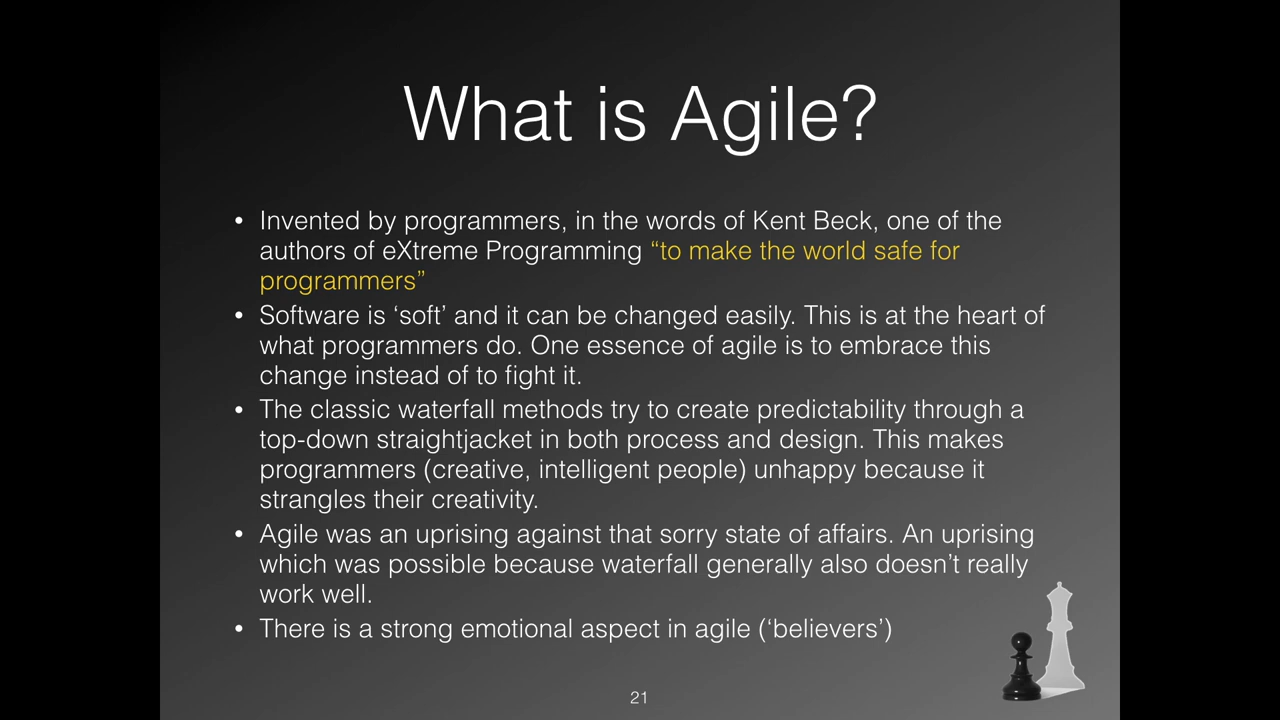 What is Agile?
• Invented by programmers, in the words of Kent Beck, one of the
authors of eXtreme Programming “to make the world safe for
programmers”
• Software is ‘soft’ and it can be changed easily. This is at the heart of
what programmers do. One essence of agile is to embrace this
change instead of to fight it.
• The classic waterfall methods try to create predictability through a
top-down straightjacket in both process and design. This makes
programmers (creative, intelligent people) unhappy because it
strangles their creativity.
• Agile was an uprising against that sorry state of affairs. An uprising
which was possible because waterfall generally also doesn’t really
work well.
• There is a strong emotional aspect in agile (‘believers’)
21